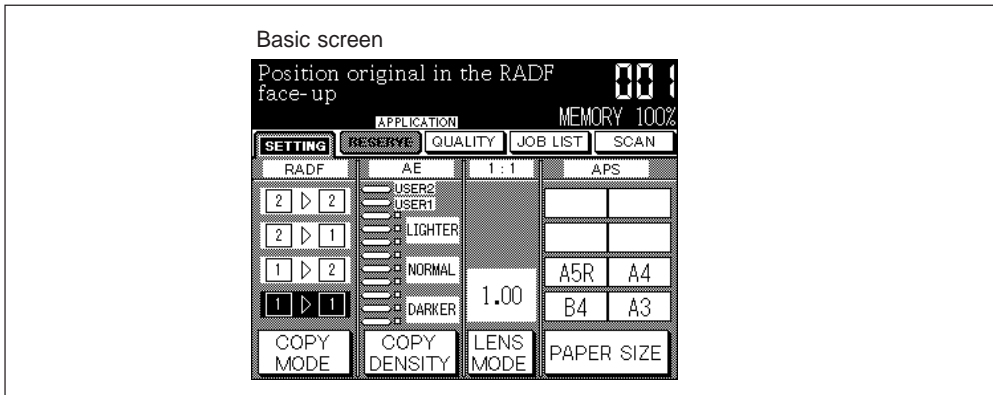 Basic screen
Position original in the RADF 001
face-up
MEMORY 100%
APPLICATION
SETTING RESERVE QUALITY JOB LIST SCAN
RADF AE 1:1 APS
USER2
2 ▷ 2 USER1
2 ▷ 1 LIGHTER
1 ▷ 2 NORMAL A5R A4
1 ▷ 1 DARKER 1.00 B4 A3
COPY COPY LENS PAPER SIZE
MODE DENSITY MODE